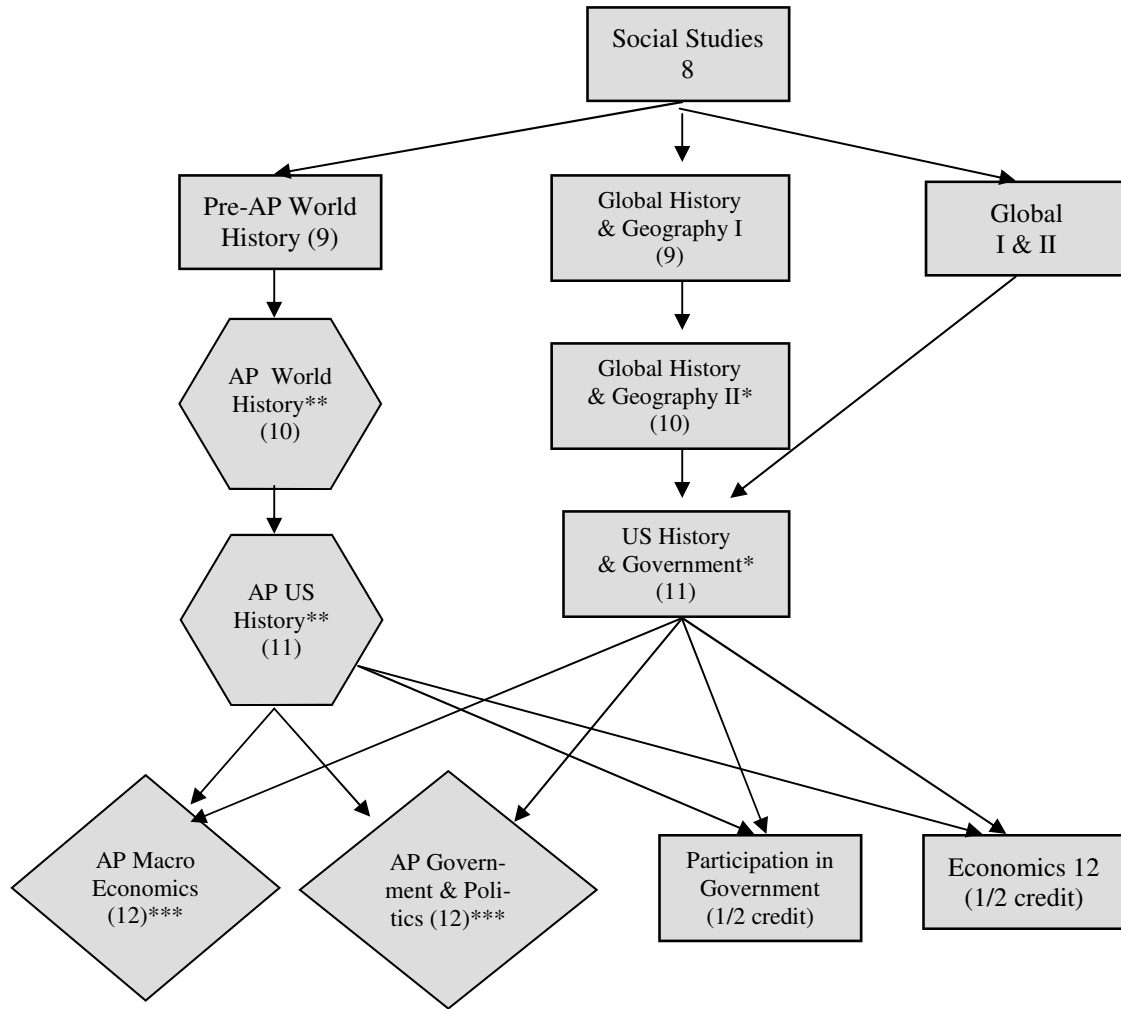 Social Studies
8
Pre-AP World
History (9)
Global History
& Geography I
(9)
Global
I & II
AP World
History**
(10)
Global History
& Geography II*
(10)
US History
& Government*
(11)
AP US
History**
(11)
AP Macro
Economics
(12)***
AP Govern-
ment & Poli-
tics (12)***
Participation in
Government
(1/2 credit)
Economics 12
(1/2 credit)